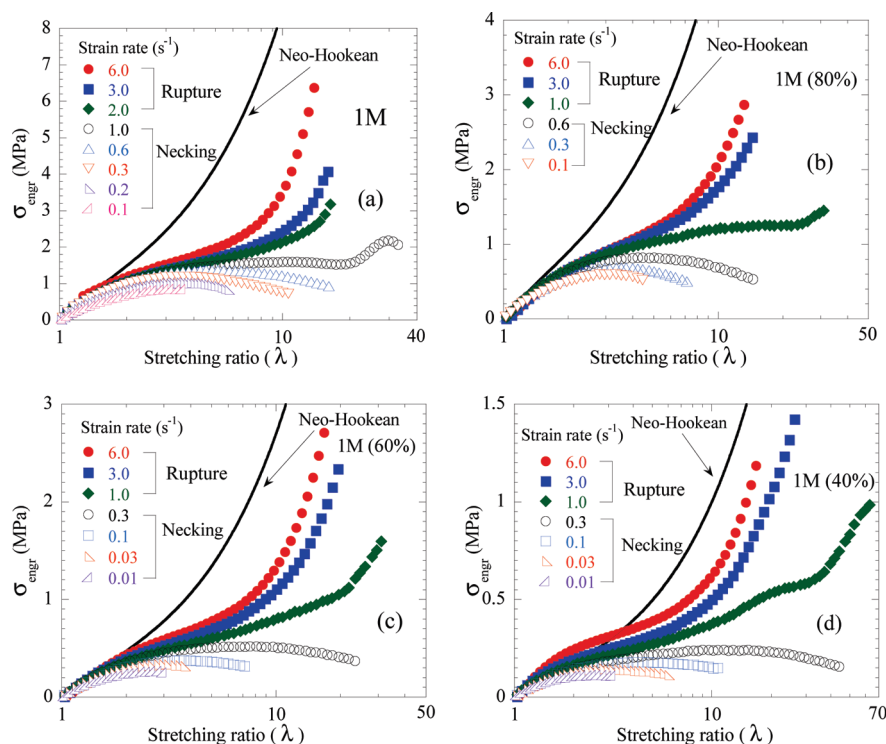 8
7
6
5
4
3
2
1
0
Strain rate (s⁻¹)
6.0
3.0
2.0
1.0
0.6
0.3
0.2
0.1
Rupture
Necking
Neo-Hookean
1M
(a)
σengr (MPa)
1 10 40
Stretching ratio ( λ )
4
3
2
1
0
Strain rate (s⁻¹)
6.0
3.0
1.0
0.6
0.3
0.1
Rupture
Necking
Neo-Hookean
1M (80%)
(b)
σengr (MPa)
1 10 50
Stretching ratio ( λ )
3
2
1
0
Strain rate (s⁻¹)
6.0
3.0
1.0
0.3
0.1
0.03
0.01
Rupture
Necking
Neo-Hookean
1M (60%)
(c)
σengr (MPa)
1 10 50
Stretching ratio ( λ )
1.5
1
0.5
0
Strain rate (s⁻¹)
6.0
3.0
1.0
0.3
0.1
0.03
0.01
Rupture
Necking
Neo-Hookean
1M (40%)
(d)
σengr (MPa)
1 10 70
Stretching ratio ( λ )